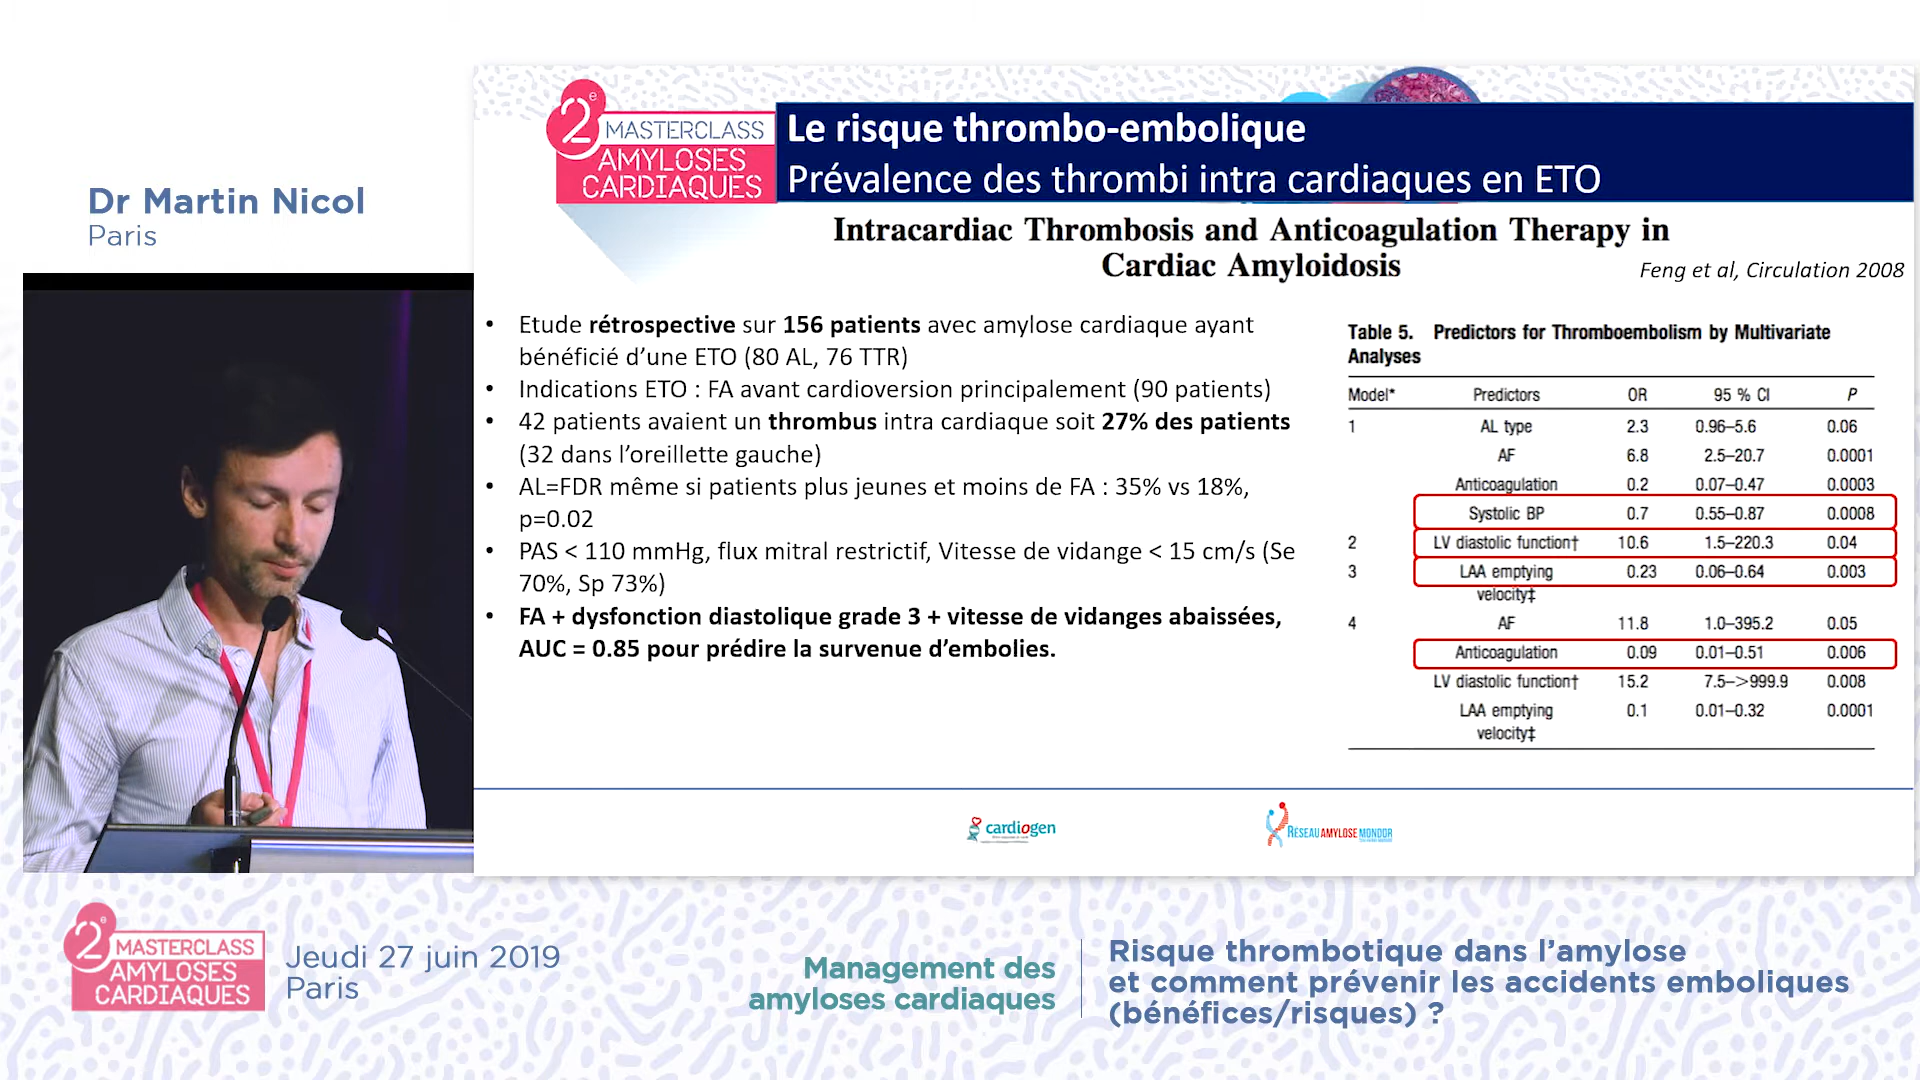 Dr Martin Nicol
Paris
2e
MASTERCLASS
AMYLOSES
CARDIAQUES
Le risque thrombo-embolique
Prévalence des thrombi intra cardiaques en ETO
Intracardiac Thrombosis and Anticoagulation Therapy in
Cardiac Amyloidosis
Feng et al, Circulation 2008
• Etude rétrospective sur 156 patients avec amylose cardiaque ayant
bénéficié d’une ETO (80 AL, 76 TTR)
• Indications ETO : FA avant cardioversion principalement (90 patients)
• 42 patients avaient un thrombus intra cardiaque soit 27% des patients
(32 dans l’oreillette gauche)
• AL=FDR même si patients plus jeunes et moins de FA : 35% vs 18%,
p=0.02
• PAS < 110 mmHg, flux mitral restrictif, Vitesse de vidange < 15 cm/s (Se
70%, Sp 73%)
• FA + dysfonction diastolique grade 3 + vitesse de vidanges abaissées,
AUC = 0.85 pour prédire la survenue d’embolies.
Table 5. Predictors for Thromboembolism by Multivariate
Analyses
Model* Predictors OR 95 % CI P
1 AL type 2.3 0.96–5.6 0.06
AF 6.8 2.5–20.7 0.0001
Anticoagulation 0.2 0.07–0.47 0.0003
Systolic BP 0.7 0.55–0.87 0.0008
2 LV diastolic function† 10.6 1.5–220.3 0.04
3 LAA emptying 0.23 0.06–0.64 0.003
velocity‡
4 AF 11.8 1.0–395.2 0.05
Anticoagulation 0.09 0.01–0.51 0.006
LV diastolic function† 15.2 7.5–>999.9 0.008
LAA emptying 0.1 0.01–0.32 0.0001
velocity‡
cardiogen
RÉSEAU AMYLOSE MONDOR
2e
MASTERCLASS
AMYLOSES
CARDIAQUES
Jeudi 27 juin 2019
Paris
Management des
amyloses cardiaques
Risque thrombotique dans l’amylose
et comment prévenir les accidents emboliques
(bénéfices/risques) ?